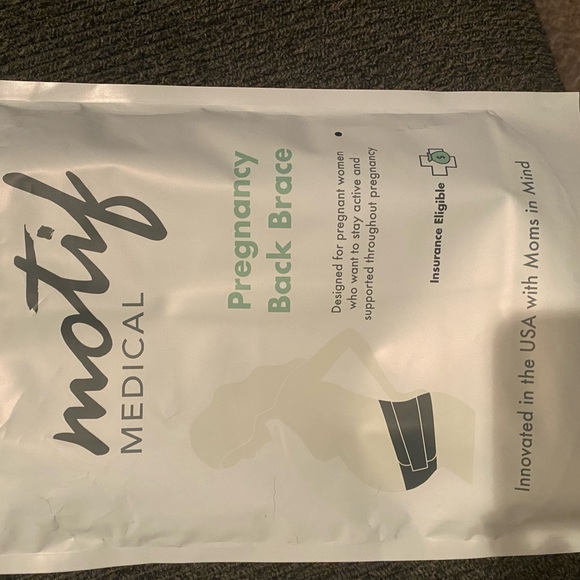 motif
MEDICAL
Pregnancy
Back Brace
Designed for pregnant women
who want to stay active and
supported throughout pregnancy
Insurance Eligible
$
Innovated in the USA with Moms in Mind